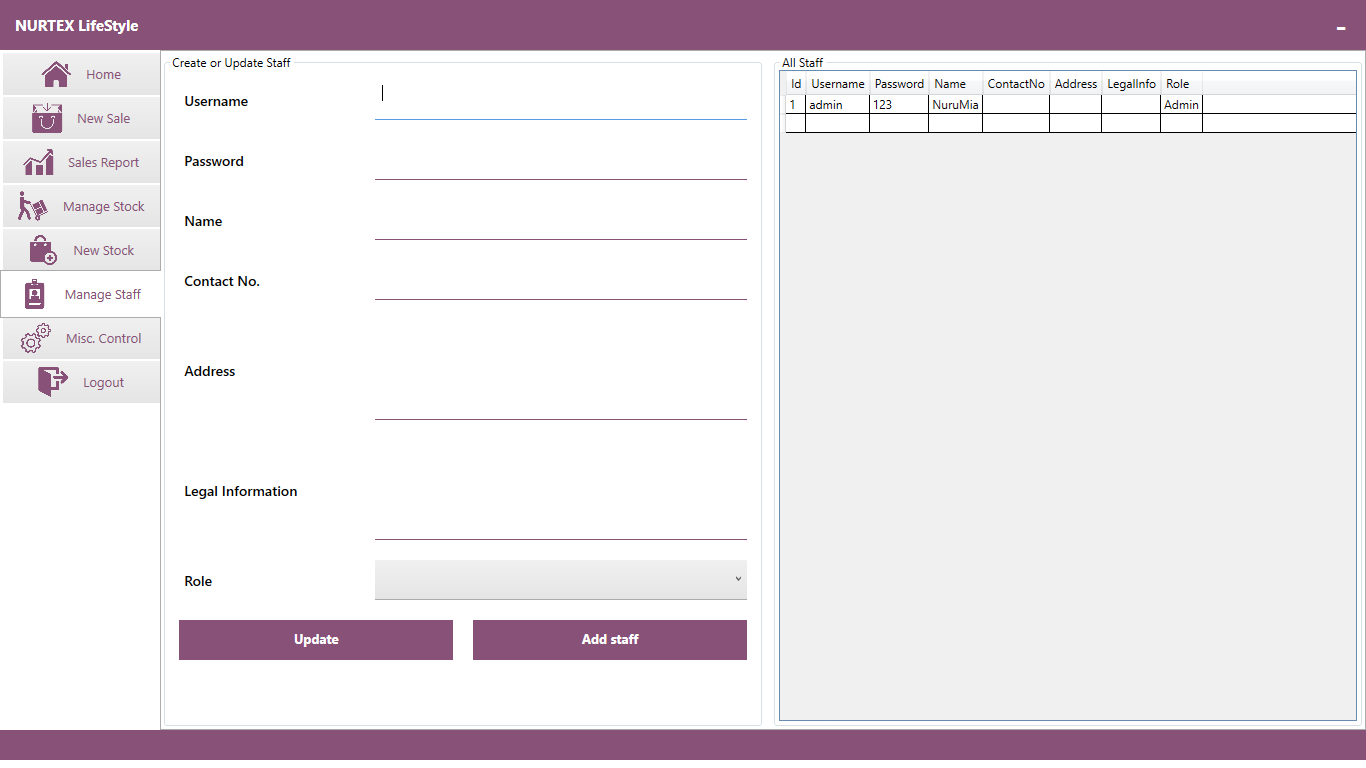 NURTEX LifeStyle
Home
New Sale
Sales Report
Manage Stock
New Stock
Manage Staff
Misc. Control
Logout
Create or Update Staff
Username
Password
Name
Contact No.
Address
Legal Information
Role
Update Add staff
All Staff
Id Username Password Name ContactNo Address LegalInfo Role
1 admin 123 NuruMia Admin